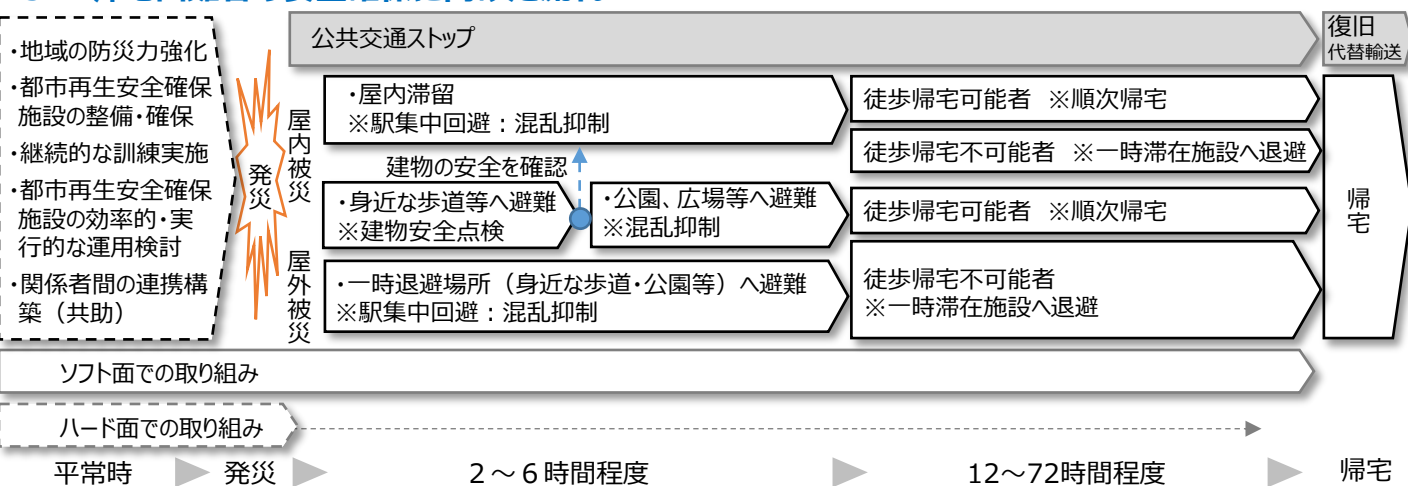 ・地域の防災力強化
・都市再生安全確保
施設の整備・確保
・継続的な訓練実施
・都市再生安全確保
施設の効率的・実
行的な運用検討
・関係者間の連携構
築（共助）
発災
公共交通ストップ
復旧
代替輸送
屋内被災
・屋内滞留
※駅集中回避：混乱抑制
建物の安全を確認
・身近な歩道等へ避難
※建物安全点検
・公園、広場等へ避難
※混乱抑制
屋外被災
・一時退避場所（身近な歩道・公園等）へ避難
※駅集中回避：混乱抑制
徒歩帰宅可能者 ※順次帰宅
徒歩帰宅不可能者 ※一時滞在施設へ退避
徒歩帰宅可能者 ※順次帰宅
徒歩帰宅不可能者
※一時滞在施設へ退避
帰宅
ソフト面での取り組み
ハード面での取り組み
平常時
発災
２～６時間程度
12～72時間程度
帰宅